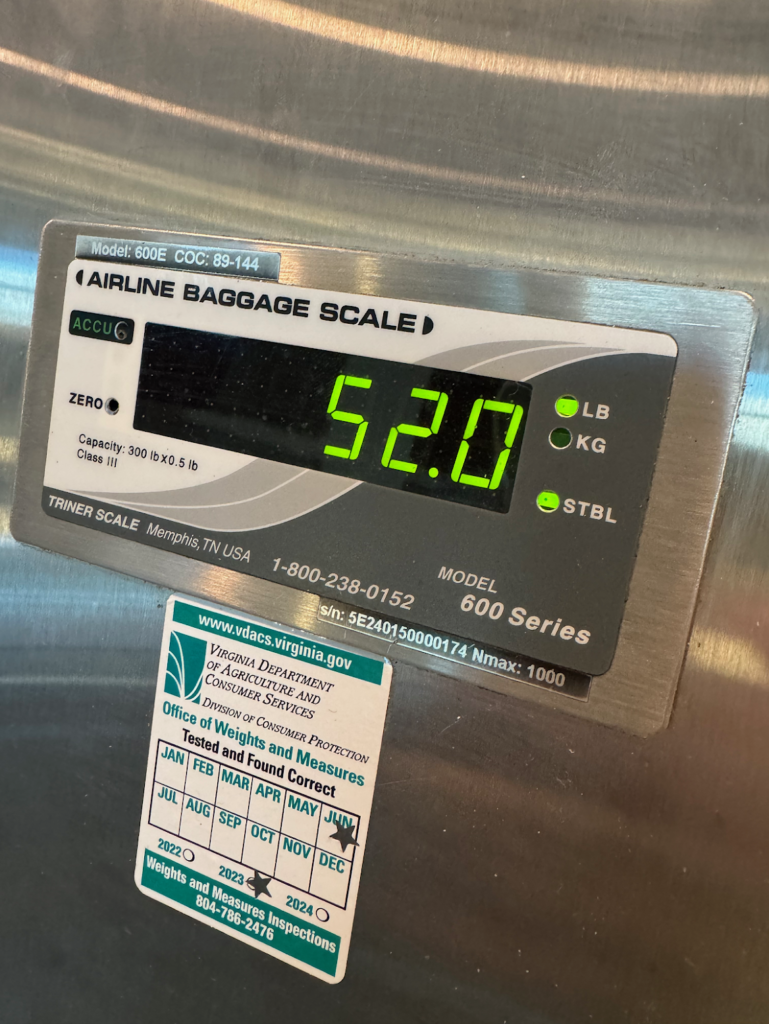 Model: 600E COC: 89-144
AIRLINE BAGGAGE SCALE
ACCU
52.0
LB
ZERO
KG
Capacity: 300 lb X 0.5 lb
Class III
STBL
TRINER SCALE Memphis, TN USA
1-800-238-0152
MODEL
600 Series
s/n: 5E240150000174 Nmax: 1000
www.vdacs.virginia.gov
VIRGINIA DEPARTMENT
OF AGRICULTURE AND
CONSUMER SERVICES
DIVISION OF CONSUMER PROTECTION
Office of Weights and Measures
Tested and Found Correct
JAN FEB MAR APR MAY JUN
JUL AUG SEP OCT NOV DEC
2022 2023 2024
Weights and Measures Inspections
804-786-2476